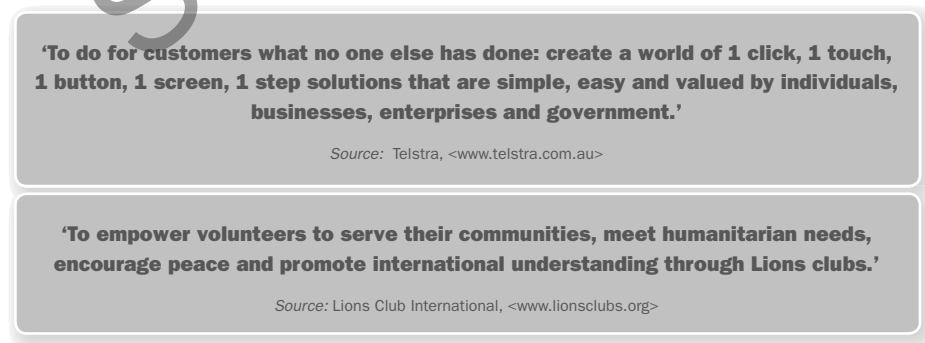 ‘To do for customers what no one else has done: create a world of 1 click, 1 touch,
1 button, 1 screen, 1 step solutions that are simple, easy and valued by individuals,
businesses, enterprises and government.’
Source: Telstra, <www.telstra.com.au>
‘To empower volunteers to serve their communities, meet humanitarian needs,
encourage peace and promote international understanding through Lions clubs.’
Source: Lions Club International, <www.lionsclubs.org>